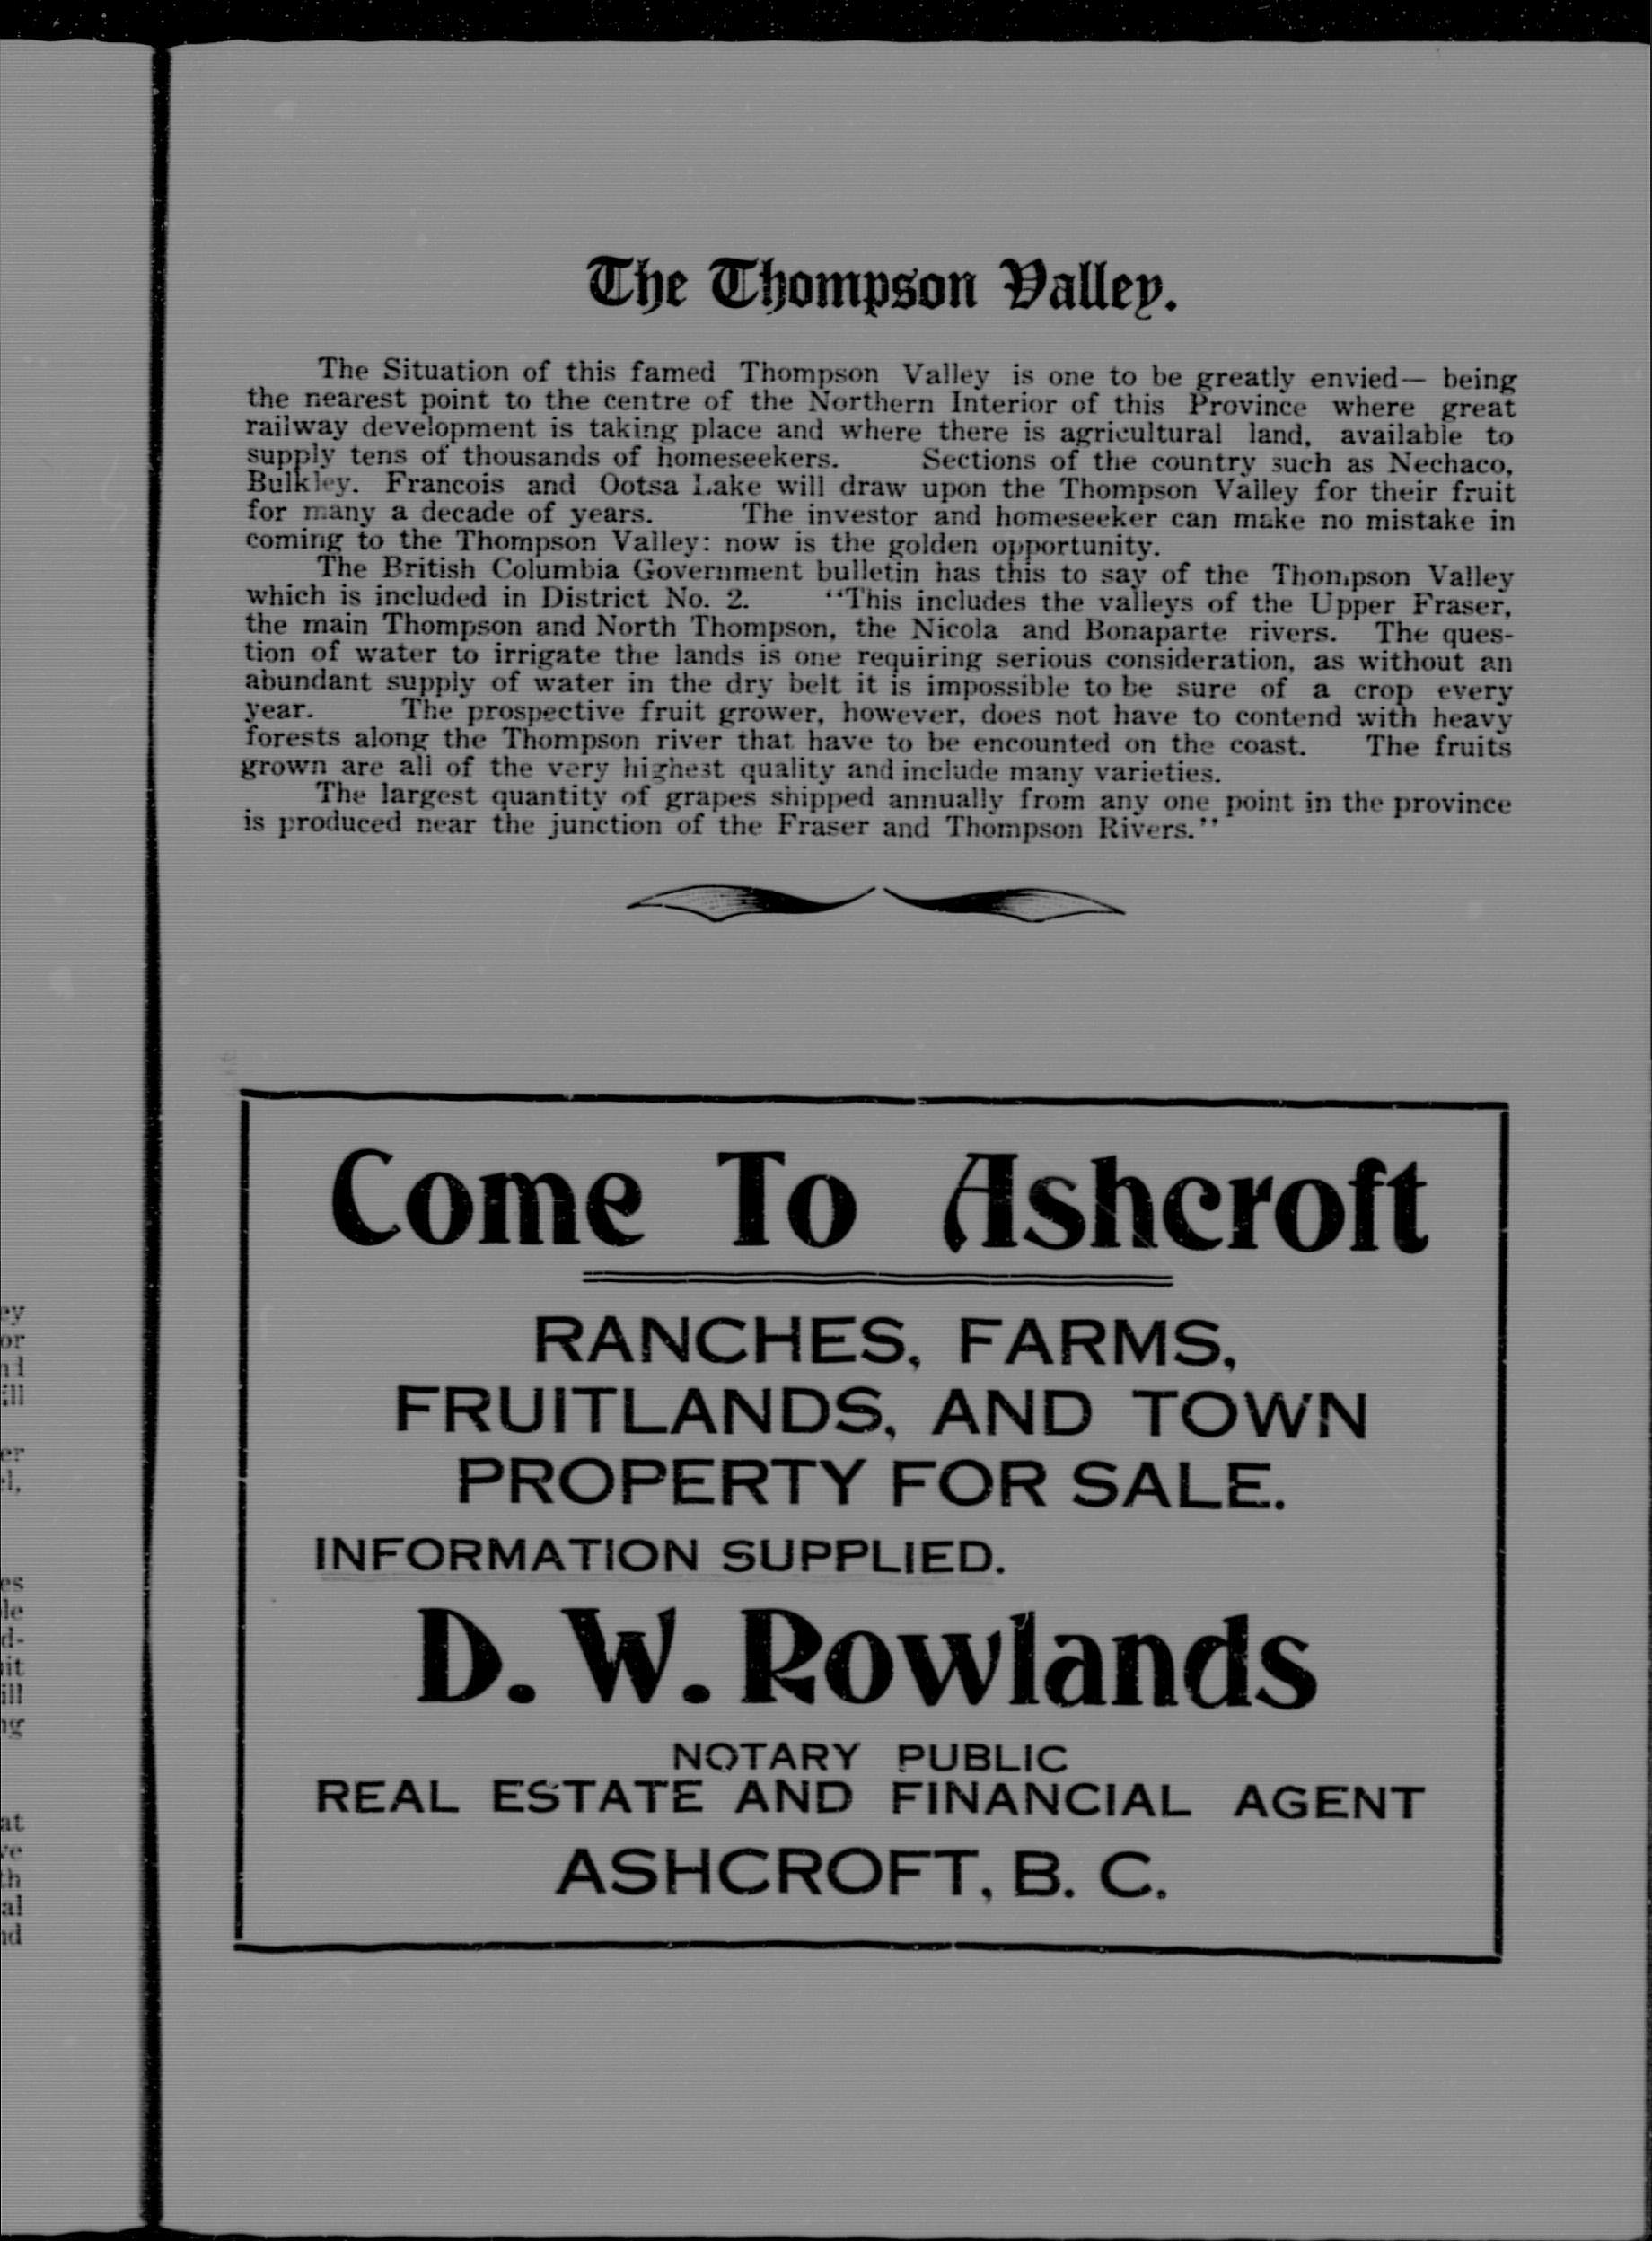 The Thompson Valley.
The Situation of this famed Thompson Valley is one to be greatly envied— being
the nearest point to the centre of the Northern Interior of this Province where great
railway development is taking place and where there is agricultural land, available to
supply tens of thousands of homeseekers. Sections of the country such as Nechaco,
Bulkley. Francois and Ootsa Lake will draw upon the Thompson Valley for their fruit
for many a decade of years. The investor and homeseeker can make no mistake in
coming to the Thompson Valley: now is the golden opportunity.
The British Columbia Government bulletin has this to say of the Thompson Valley
which is included in District No. 2. "This includes the valleys of the Upper Fraser,
the main Thompson and North Thompson, the Nicola and Bonaparte rivers. The ques-
tion of water to irrigate the lands is one requiring serious consideration, as without an
abundant supply of water in the dry belt it is impossible to be sure of a crop every
year. The prospective fruit grower, however, does not have to contend with heavy
forests along the Thompson river that have to be encounted on the coast. The fruits
grown are all of the very highest quality and include many varieties.
The largest quantity of grapes shipped annually from any one point in the province
is produced near the junction of the Fraser and Thompson Rivers."
Come To Ashcroft
RANCHES, FARMS,
FRUITLANDS, AND TOWN
PROPERTY FOR SALE.
INFORMATION SUPPLIED.
D. W. Rowlands
NOTARY PUBLIC
REAL ESTATE AND FINANCIAL AGENT
ASHCROFT, B. C.